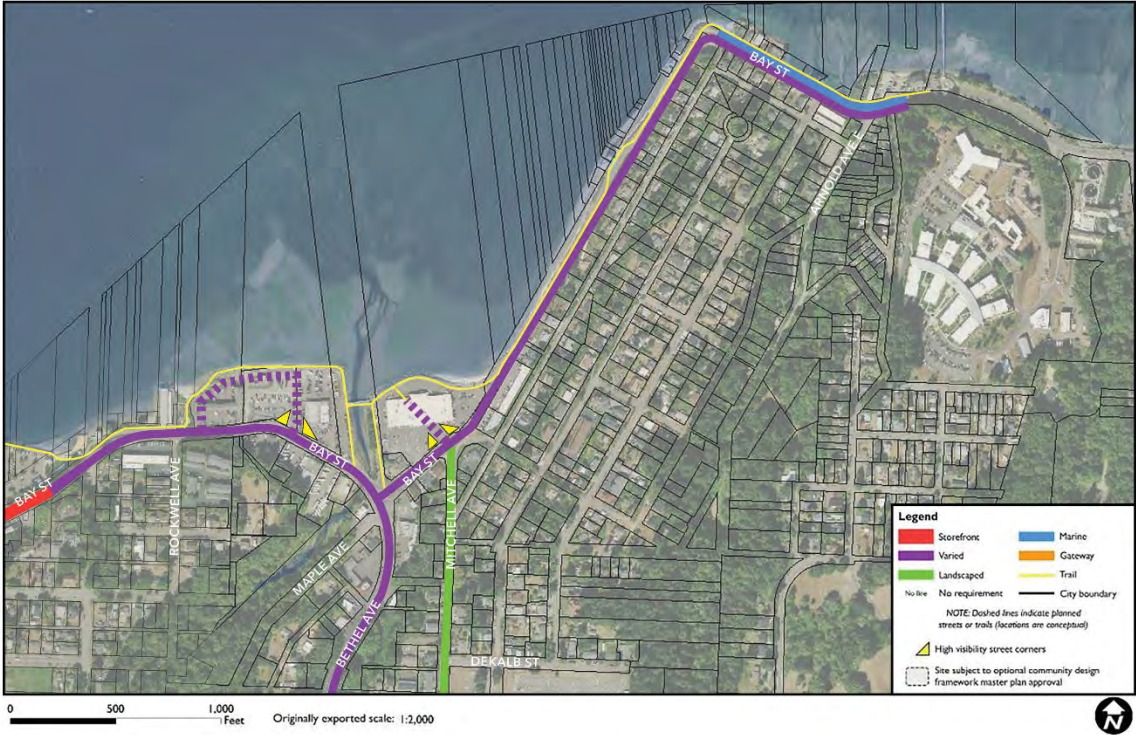 BAY ST
BAY ST
ARNOLD AVE E
BAY ST
BAY ST
ROCKWELL AVE
MITCHELL AVE
MAPLE AVE
BETHEL AVE
DEKALB ST
Legend
Storefront
Marine
Varied
Gateway
Landscaped
Trail
No line No requirement
City boundary
NOTE: Dashed lines indicate planned
streets or trails (locations are conceptual)
High visibility street corners
Site subject to optional community design
framework master plan approval
0 500 1,000
Feet
Originally exported scale: 1:2,000
N